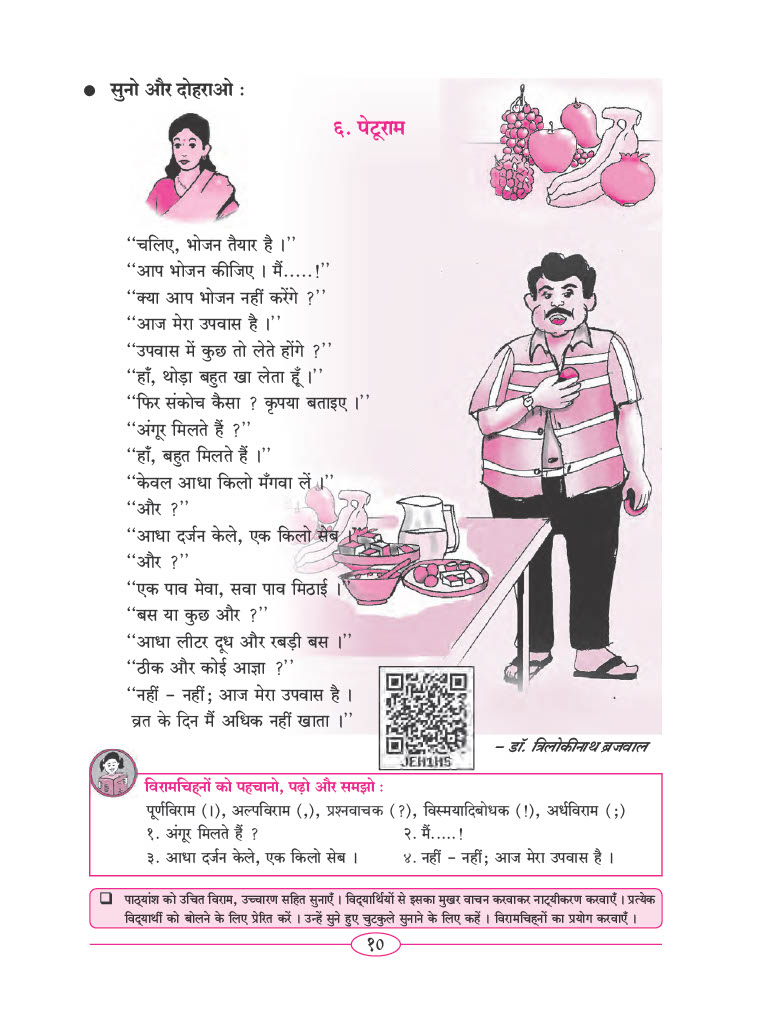 ● सुनो और दोहराओ :
६. पेटूराम
“चलिए, भोजन तैयार है ।”
“आप भोजन कीजिए । मैं.....!”
“क्या आप भोजन नहीं करेंगे ?”
“आज मेरा उपवास है ।”
“उपवास में कुछ तो लेते होंगे ?”
“हाँ, थोड़ा बहुत खा लेता हूँ ।”
“फिर संकोच कैसा ? कृपया बताइए ।”
“अंगूर मिलते हैं ?”
“हाँ, बहुत मिलते हैं ।”
“केवल आधा किलो मँगवा लें ।”
“और ?”
“आधा दर्जन केले, एक किलो सेब ।”
“और ?”
“एक पाव मेवा, सवा पाव मिठाई ।”
“बस या कुछ और ?”
“आधा लीटर दूध और रबड़ी बस ।”
“ठीक और कोई आज्ञा ?”
“नहीं – नहीं; आज मेरा उपवास है ।
व्रत के दिन मैं अधिक नहीं खाता ।”
JEH1HS
– डॉ. त्रिलोकीनाथ ब्रजवाल
विरामचिह्नों को पहचानो, पढ़ो और समझो :
पूर्णविराम (।), अल्पविराम (,), प्रश्नवाचक (?), विस्मयादिबोधक (!), अर्धविराम (;)
१. अंगूर मिलते हैं ? २. मैं.....!
३. आधा दर्जन केले, एक किलो सेब । ४. नहीं – नहीं; आज मेरा उपवास है ।
❑ पाठ्यांश को उचित विराम, उच्चारण सहित सुनाएँ । विद्यार्थियों से इसका मुखर वाचन करवाकर नाट्यीकरण करवाएँ । प्रत्येक
विद्यार्थी को बोलने के लिए प्रेरित करें । उन्हें सुने हुए चुटकुले सुनाने के लिए कहें । विरामचिह्नों का प्रयोग करवाएँ ।
१०